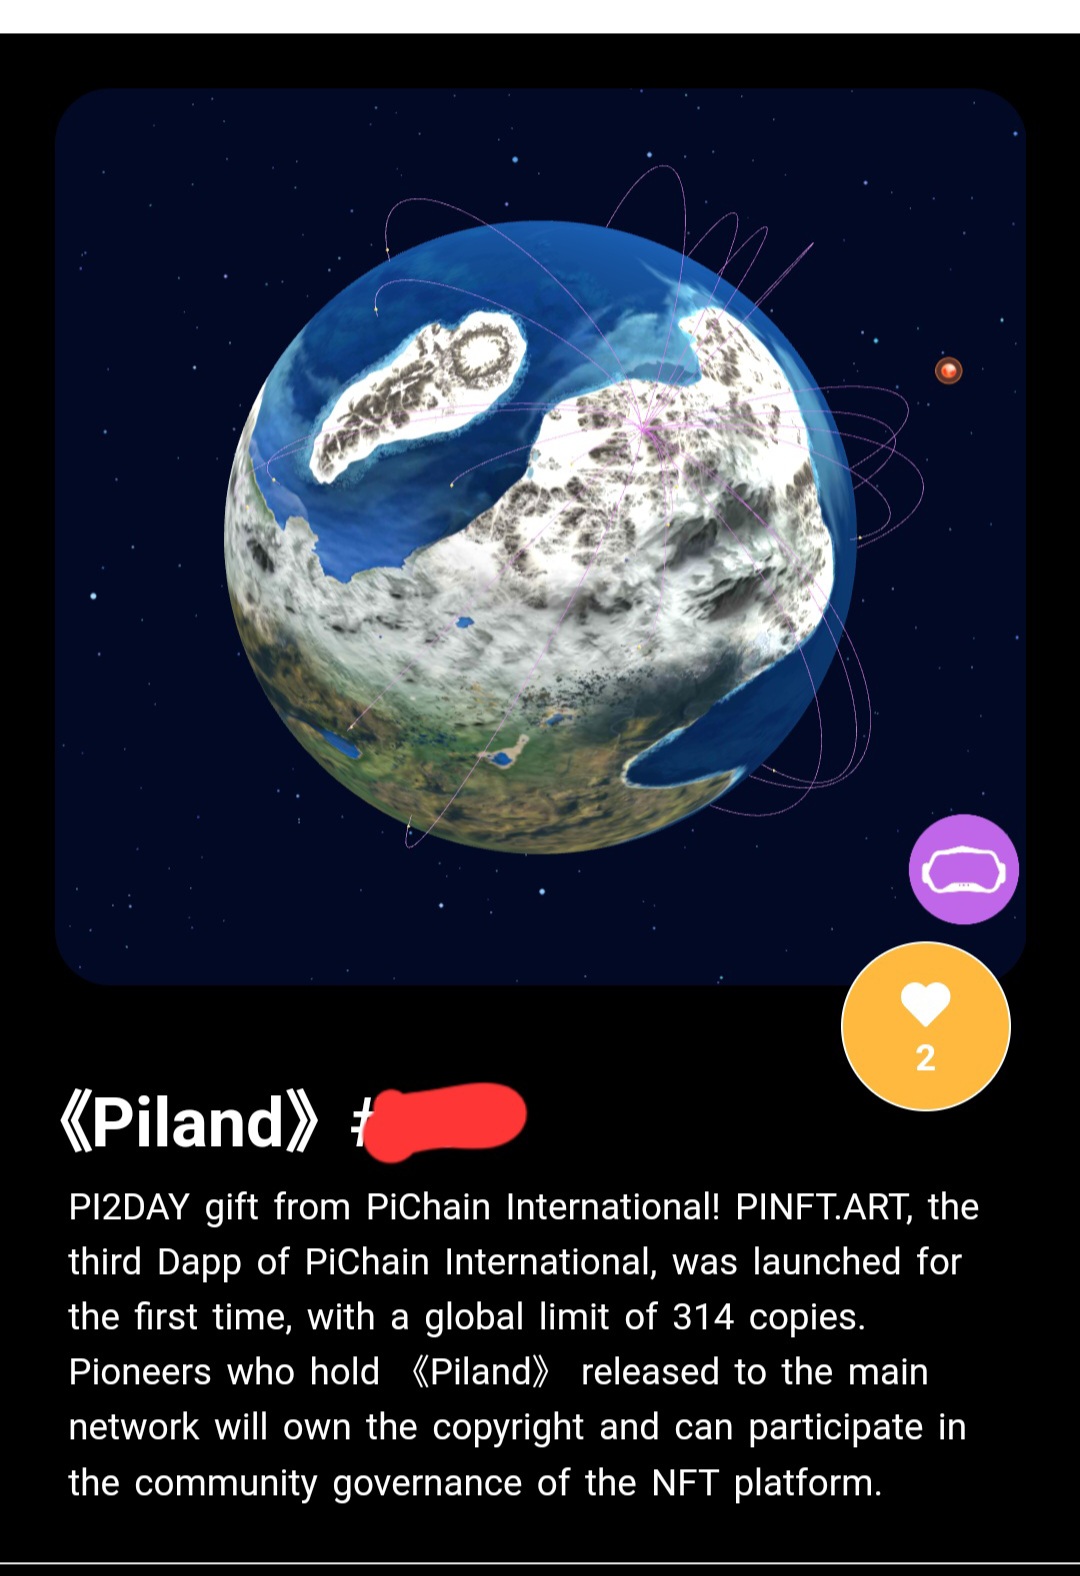 2
《Piland》 #
PI2DAY gift from PiChain International! PINFT.ART, the
third Dapp of PiChain International, was launched for
the first time, with a global limit of 314 copies.
Pioneers who hold 《Piland》 released to the main
network will own the copyright and can participate in
the community governance of the NFT platform.